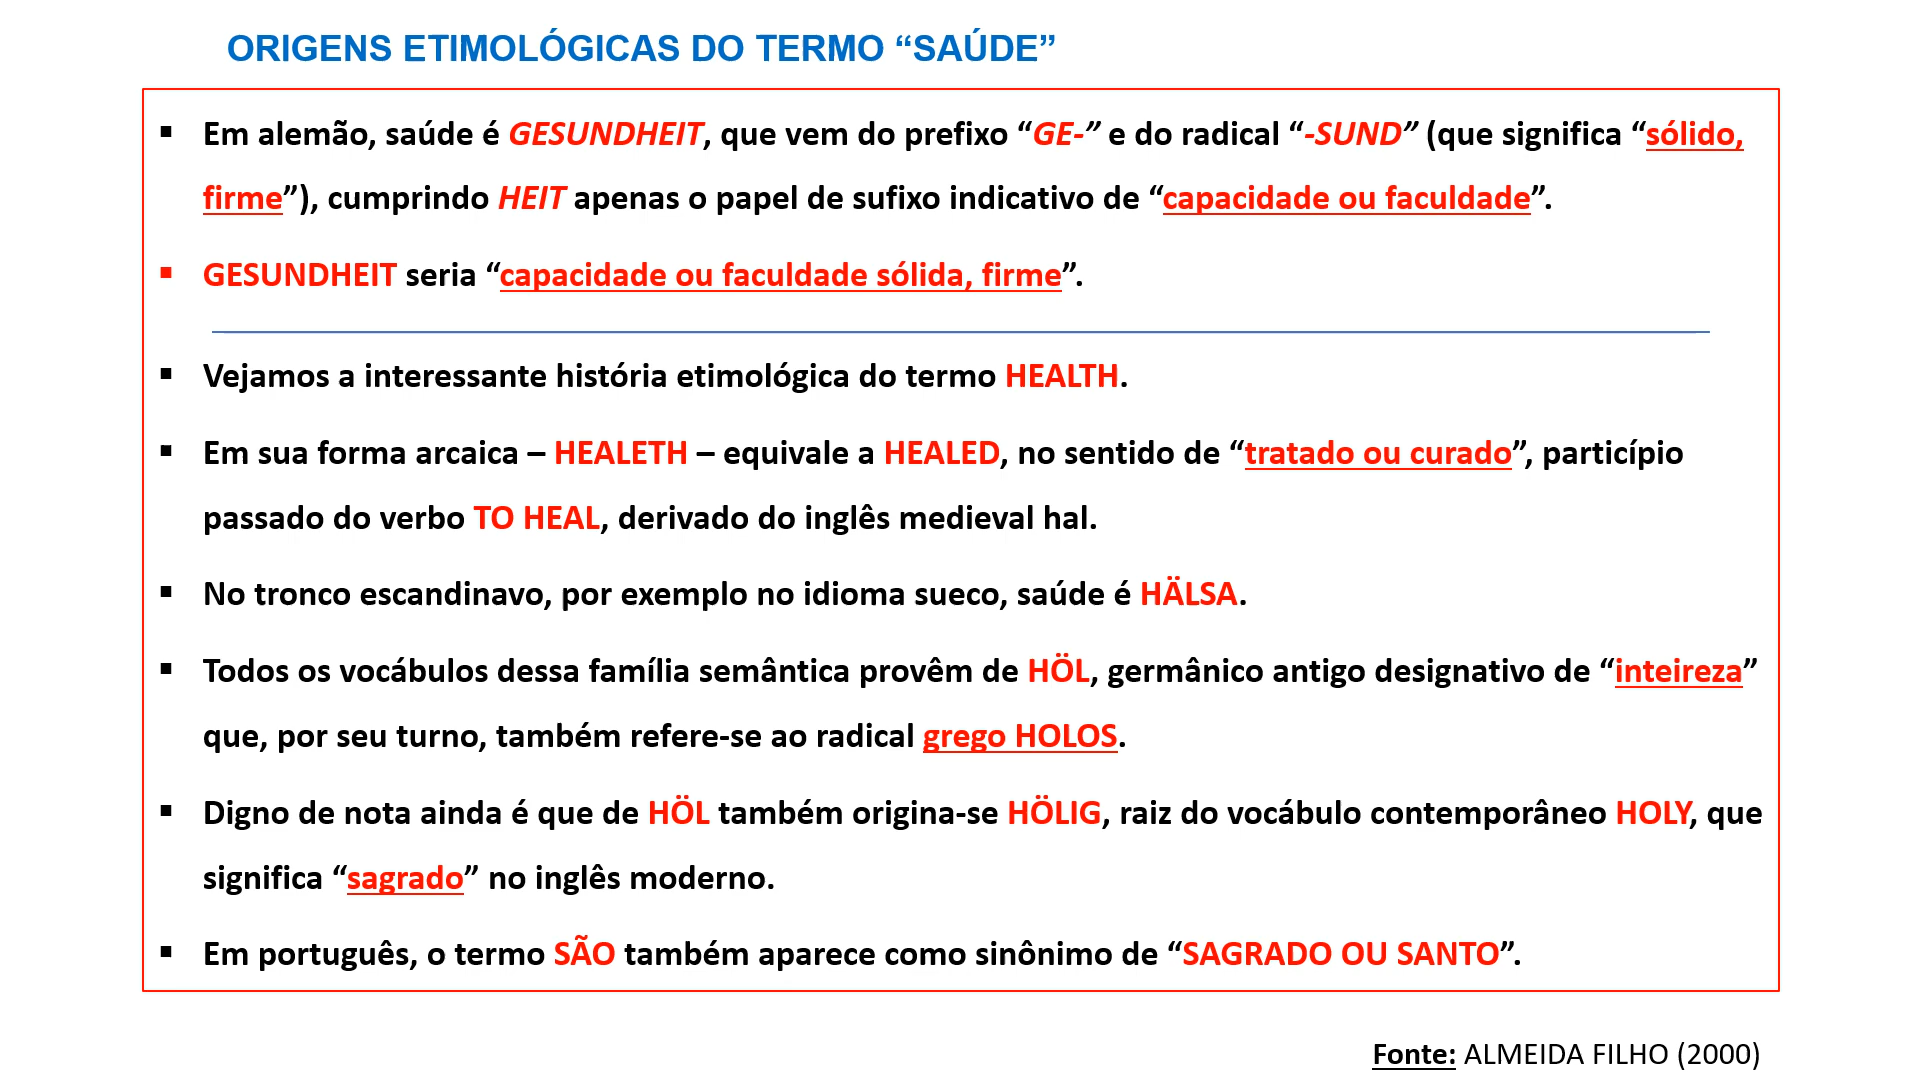 ORIGENS ETIMOLÓGICAS DO TERMO “SAÚDE”
▪ Em alemão, saúde é GESUNDHEIT, que vem do prefixo “GE-” e do radical “-SUND” (que significa “sólido,
firme”), cumprindo HEIT apenas o papel de sufixo indicativo de “capacidade ou faculdade”.
▪ GESUNDHEIT seria “capacidade ou faculdade sólida, firme”.
▪ Vejamos a interessante história etimológica do termo HEALTH.
▪ Em sua forma arcaica – HEALETH – equivale a HEALED, no sentido de “tratado ou curado”, particípio
passado do verbo TO HEAL, derivado do inglês medieval hal.
▪ No tronco escandinavo, por exemplo no idioma sueco, saúde é HÄLSA.
▪ Todos os vocábulos dessa família semântica provêm de HÖL, germânico antigo designativo de “inteireza”
que, por seu turno, também refere-se ao radical grego HOLOS.
▪ Digno de nota ainda é que de HÖL também origina-se HÖLIG, raiz do vocábulo contemporâneo HOLY, que
significa “sagrado” no inglês moderno.
▪ Em português, o termo SÃO também aparece como sinônimo de “SAGRADO OU SANTO”.
Fonte: ALMEIDA FILHO (2000)